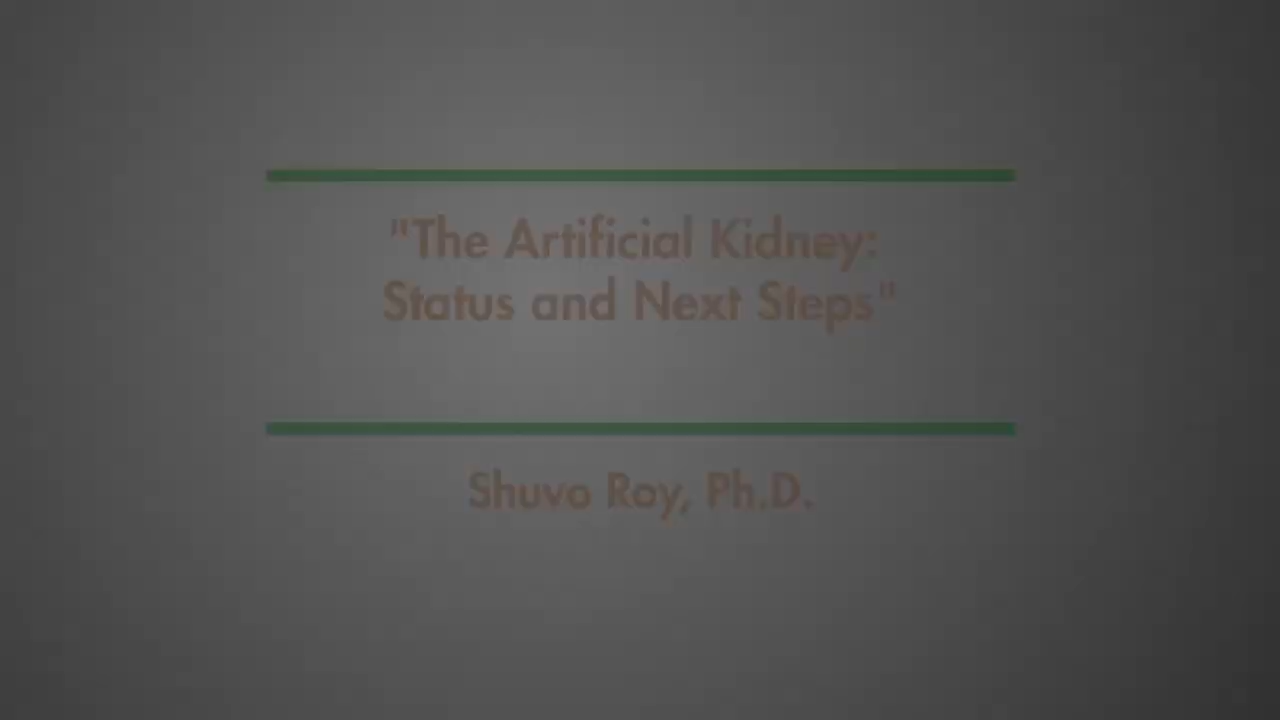 "The Artificial Kidney:
Status and Next Steps"
Shuvo Roy, Ph.D.